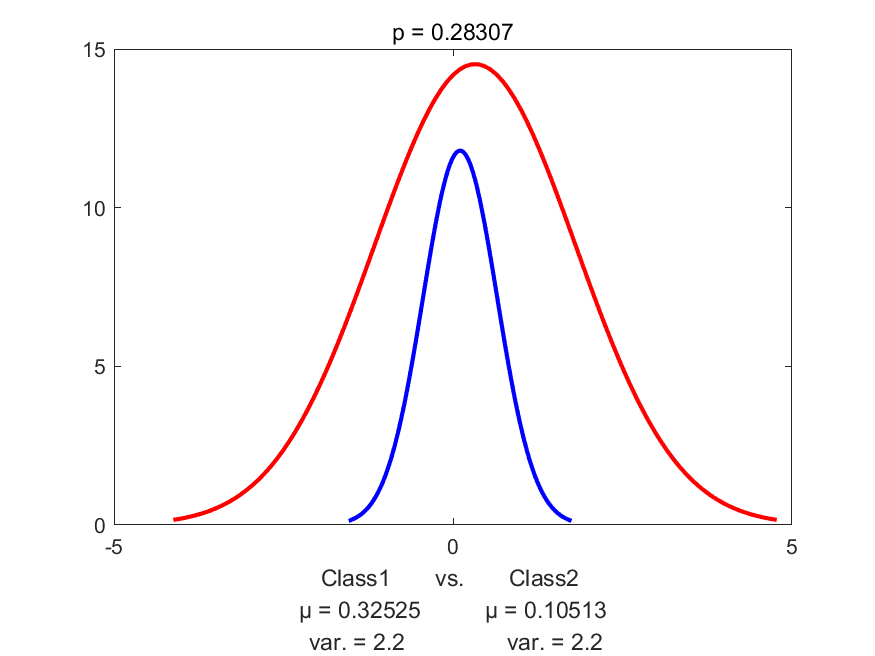 p = 0.28307
15
10
5
0
-5 0 5
Class1 vs. Class2
μ = 0.32525 μ = 0.10513
var. = 2.2 var. = 2.2